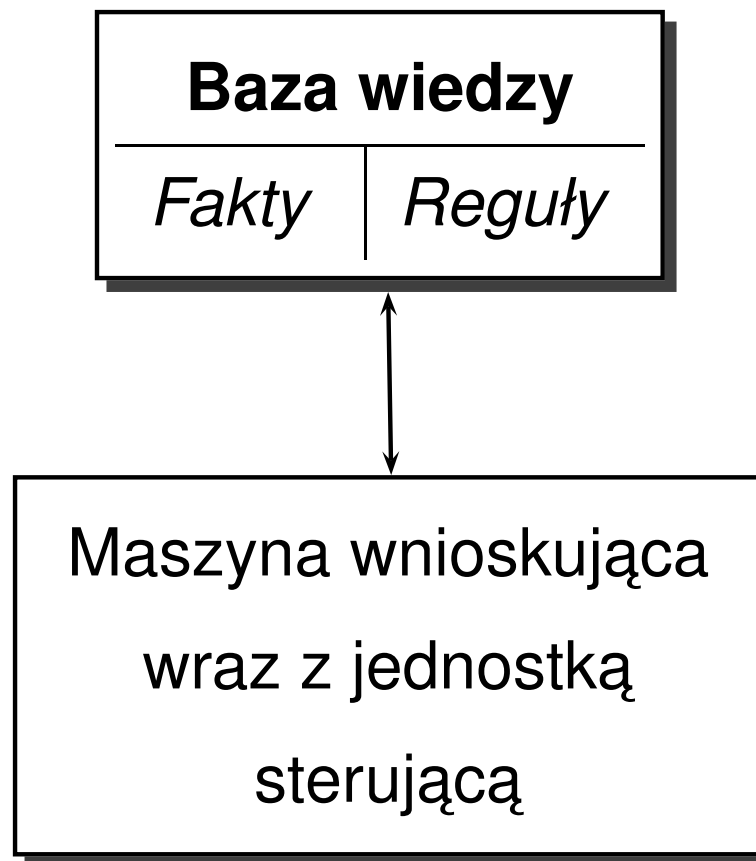 Baza wiedzy
Fakty Reguły
Maszyna wnioskująca
wraz z jednostką
sterującą